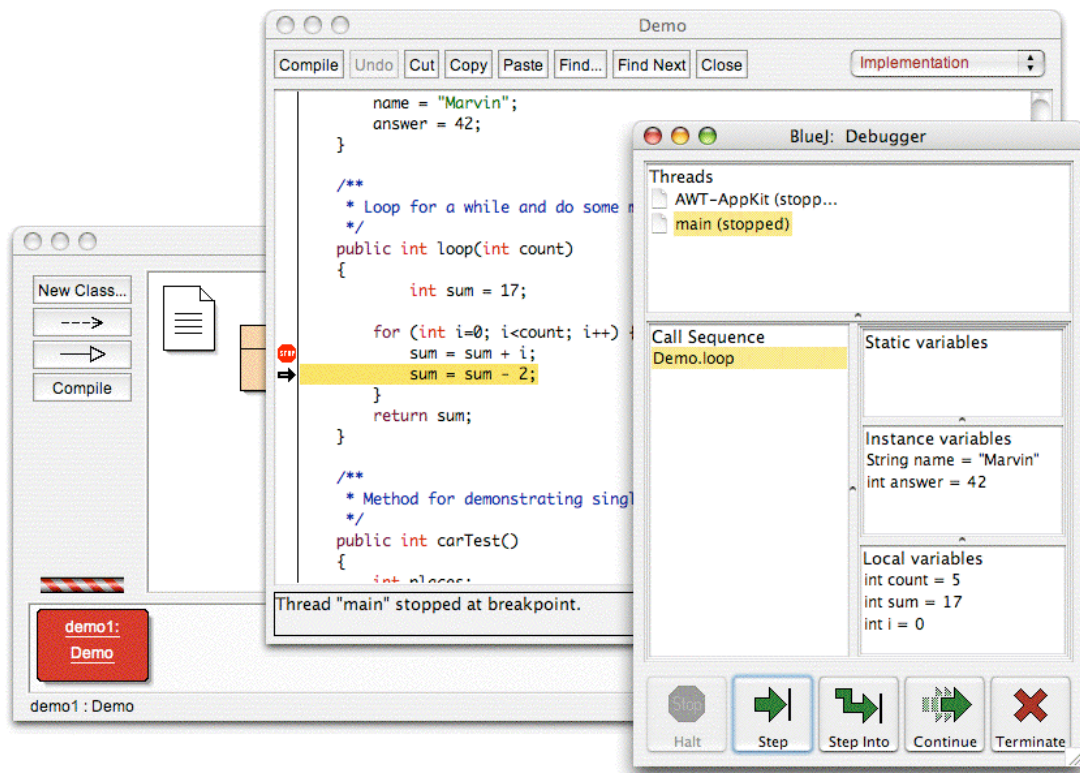 Demo
Compile Undo Cut Copy Paste Find... Find Next Close Implementation
name = "Marvin";
answer = 42;
}
/**
* Loop for a while and do some
*/
public int loop(int count)
{
int sum = 17;
for (int i=0; i<count; i++) {
sum = sum + i;
sum = sum - 2;
}
return sum;
}
/**
* Method for demonstrating
*/
public int carTest()
{
int places;
Thread "main" stopped at breakpoint.
New Class...
Compile
demo1:
Demo
demo1 : Demo
STOP
BlueJ: Debugger
Threads
AWT-AppKit (stopp...
main (stopped)
Call Sequence
Demo.loop
Static variables
Instance variables
String name = "Marvin"
int answer = 42
Local variables
int count = 5
int sum = 17
int i = 0
Stop
Halt Step Step Into Continue Terminate